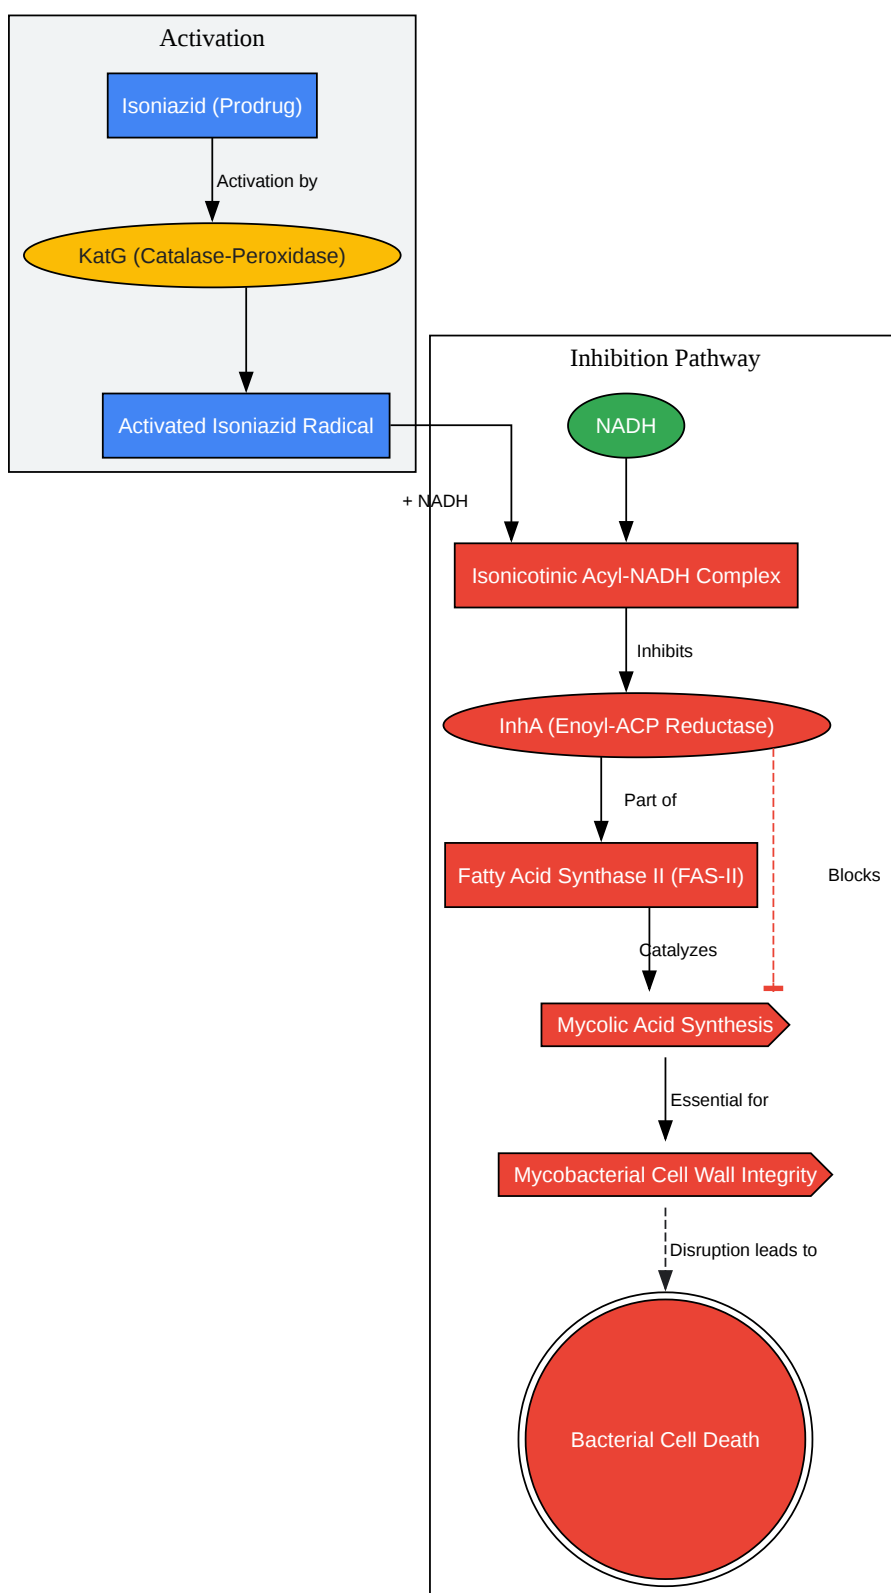 Activation
Isoniazid (Prodrug)
Activation by
KatG (Catalase-Peroxidase)
Activated Isoniazid Radical
Inhibition Pathway
NADH
+ NADH
Isonicotinic Acyl-NADH Complex
Inhibits
InhA (Enoyl-ACP Reductase)
Part of
Fatty Acid Synthase II (FAS-II)
Blocks
Catalyzes
Mycolic Acid Synthesis
Essential for
Mycobacterial Cell Wall Integrity
Disruption leads to
Bacterial Cell Death